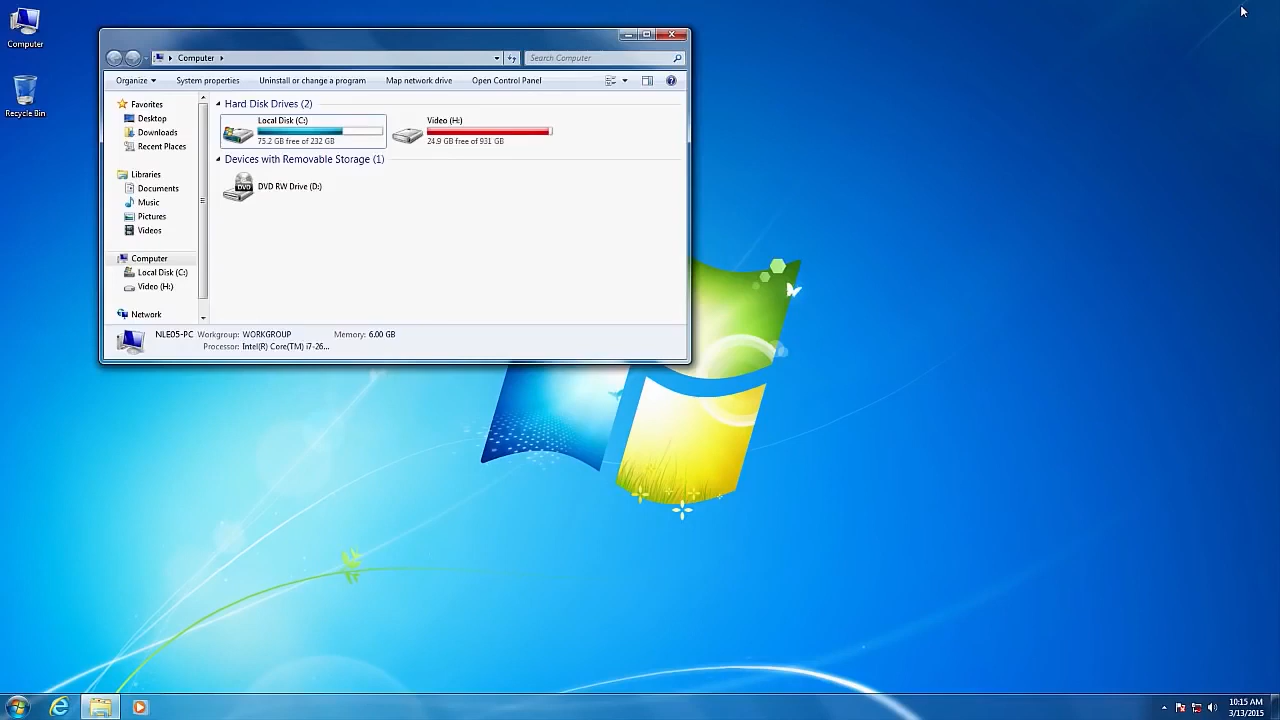 Computer
Recycle Bin
Computer
Search Computer
Organize
System properties
Uninstall or change a program
Map network drive
Open Control Panel
Favorites
Desktop
Downloads
Recent Places
Libraries
Documents
Music
Pictures
Videos
Computer
Local Disk (C:)
Video (H:)
Network
Hard Disk Drives (2)
Local Disk (C:)
75.2 GB free of 232 GB
Video (H:)
24.9 GB free of 931 GB
Devices with Removable Storage (1)
DVD
DVD RW Drive (D:)
NLE05-PC Workgroup: WORKGROUP Memory: 6.00 GB
Processor: Intel(R) Core(TM) i7-26...
10:15 AM
3/13/2015